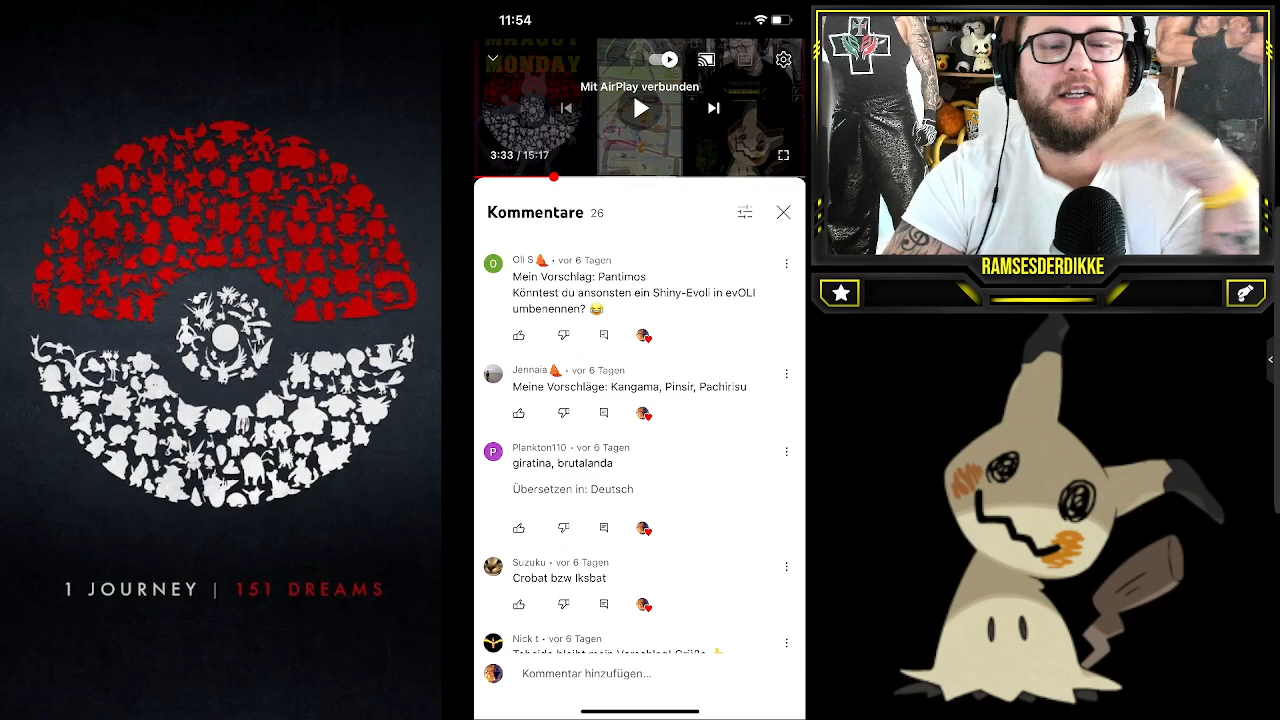 1 JOURNEY | 151 DREAMS
11:54
MONDAY
Mit AirPlay verbunden
3:33 / 15:17
Kommentare 26
Oli S • vor 6 Tagen
Mein Vorschlag: Pantimos
Könntest du ansonsten ein Shiny-Evoli in evOLI
umbenennen? 😂
Jennaia • vor 6 Tagen
Meine Vorschläge: Kangama, Pinsir, Pachirisu
Plankton110 • vor 6 Tagen
giratina, brutalanda
Übersetzen in: Deutsch
Suzuku • vor 6 Tagen
Crobat bzw Iksbat
Nick t • vor 6 Tagen
Kommentar hinzufügen...
O
P
RAMSESDERDIKKE